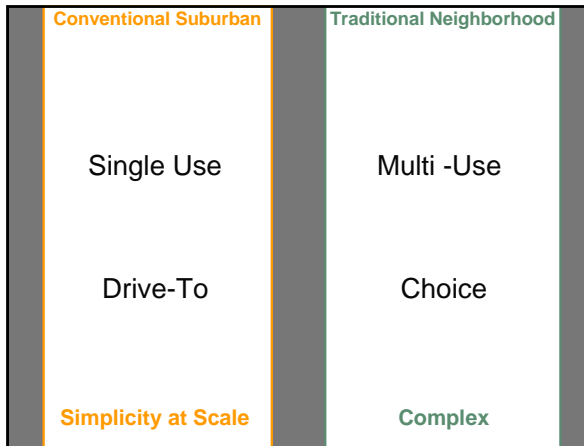 Conventional Suburban
Traditional Neighborhood
Single Use
Multi -Use
Drive-To
Choice
Simplicity at Scale
Complex